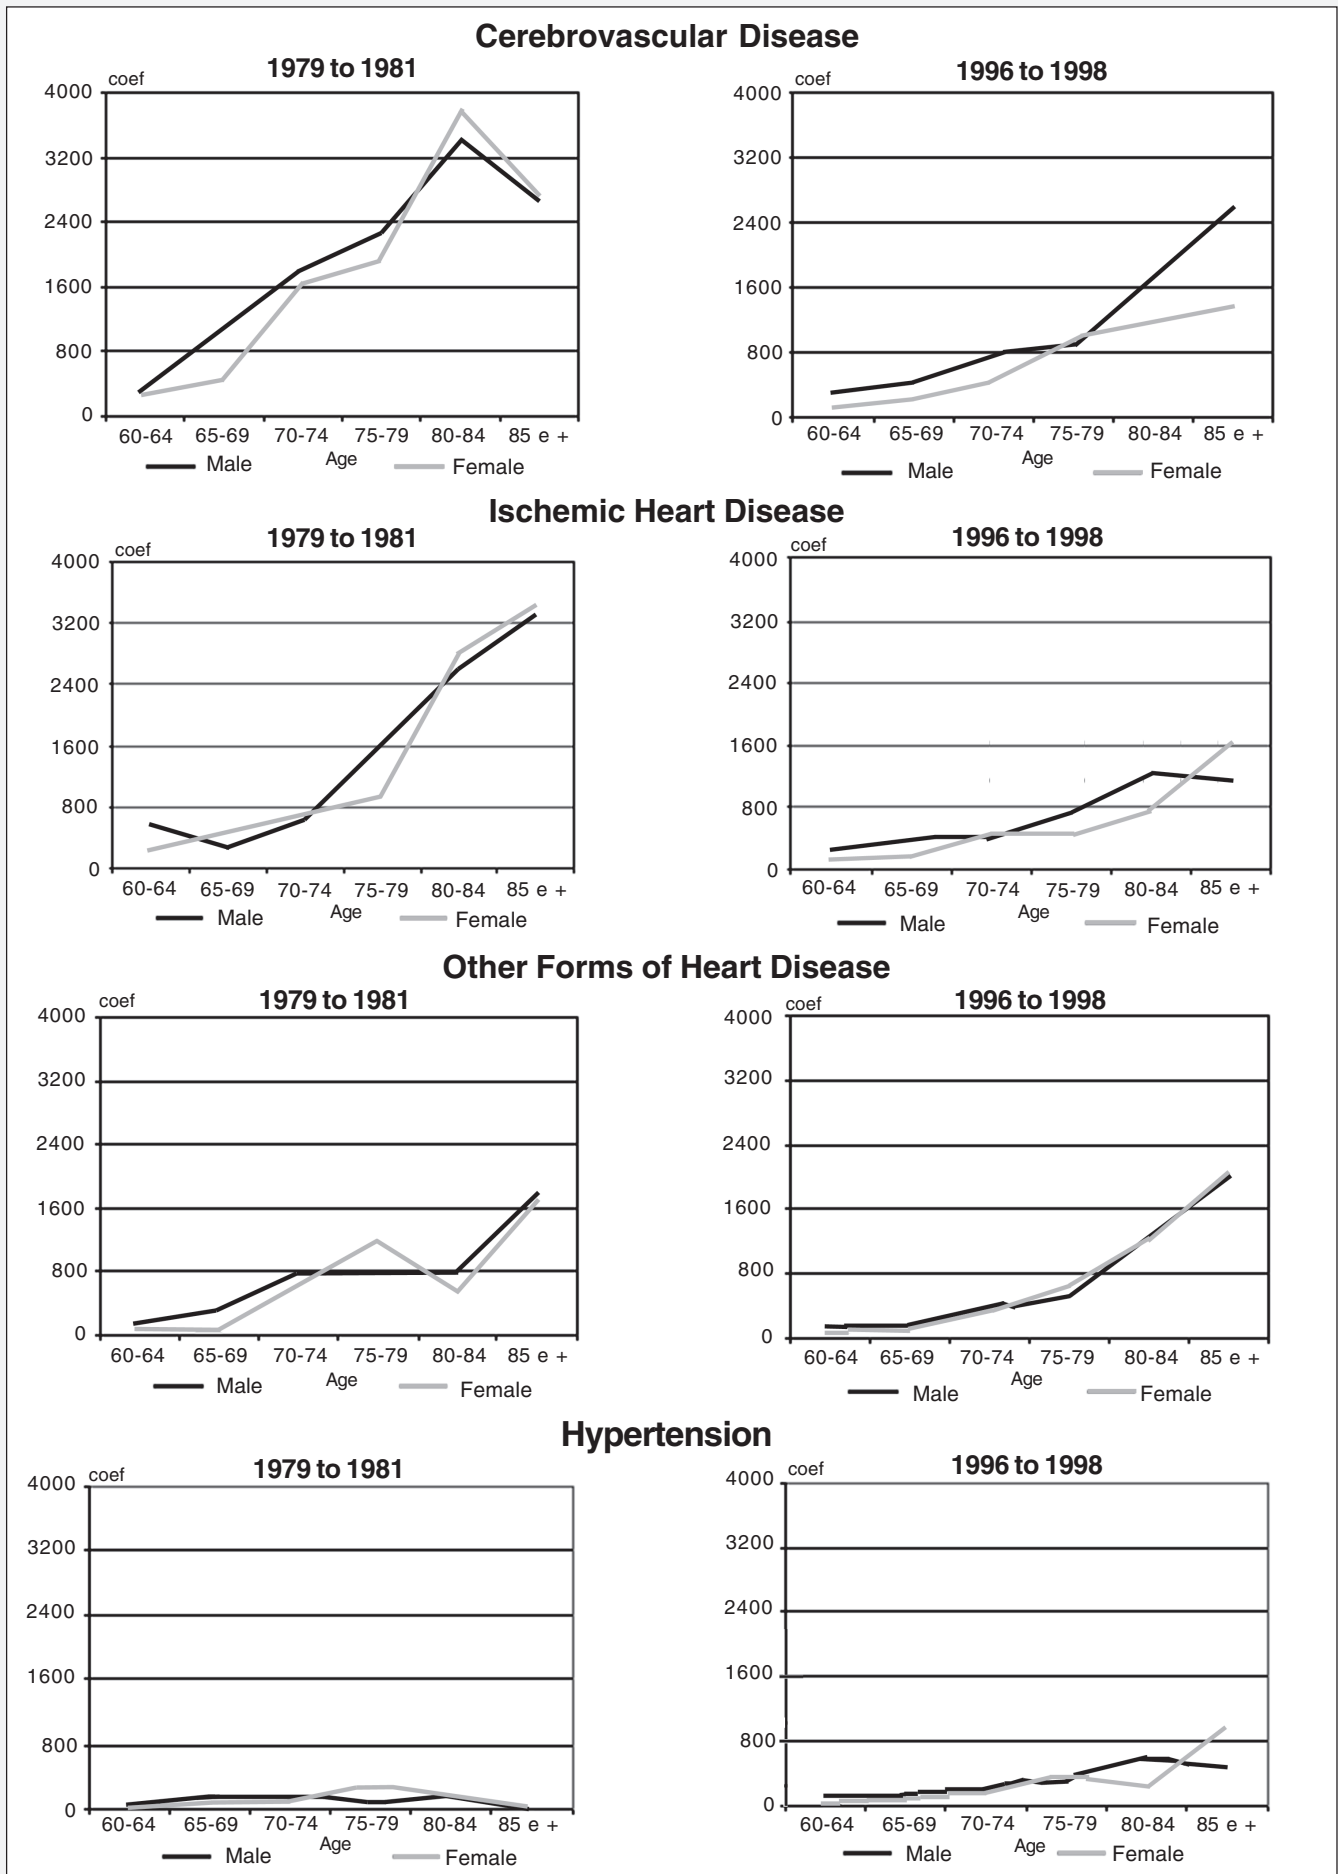 Cerebrovascular Disease
1979 to 1981
coef
4000
3200
2400
1600
800
0
60-64 65-69 70-74 75-79 80-84 85 e +
Age
Male Female
1996 to 1998
coef
4000
3200
2400
1600
800
0
60-64 65-69 70-74 75-79 80-84 85 e +
Age
Male Female
Ischemic Heart Disease
1979 to 1981
coef
4000
3200
2400
1600
800
0
60-64 65-69 70-74 75-79 80-84 85 e +
Age
Male Female
1996 to 1998
coef
4000
3200
2400
1600
800
0
60-64 65-69 70-74 75-79 80-84 85 e +
Age
Male Female
Other Forms of Heart Disease
1979 to 1981
coef
4000
3200
2400
1600
800
0
60-64 65-69 70-74 75-79 80-84 85 e +
Age
Male Female
1996 to 1998
coef
4000
3200
2400
1600
800
0
60-64 65-69 70-74 75-79 80-84 85 e +
Age
Male Female
Hypertension
1979 to 1981
coef
4000
3200
2400
1600
800
0
60-64 65-69 70-74 75-79 80-84 85 e +
Age
Male Female
1996 to 1998
coef
4000
3200
2400
1600
800
0
60-64 65-69 70-74 75-79 80-84 85 e +
Age
Male Female